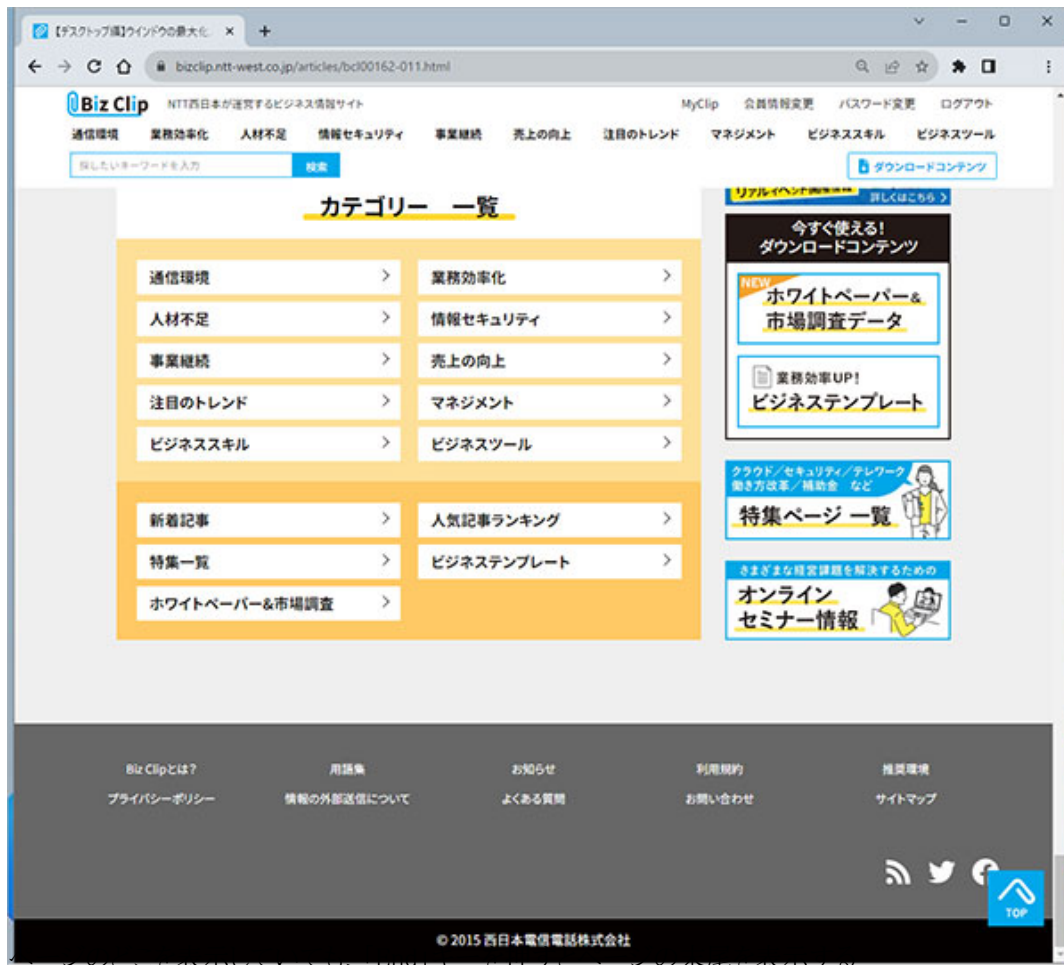 【デスクトップ編】ウインドウの最大化
bizclip.ntt-west.co.jp/articles/bcl00162-011.html
Biz Clip NTT西日本が運営するビジネス情報サイト MyClip 会員情報変更 パスワード変更 ログアウト
通信環境 業務効率化 人材不足 情報セキュリティ 事業継続 売上の向上 注目のトレンド マネジメント ビジネススキル ビジネスツール
探したいキーワードを入力 検索 ダウンロードコンテンツ
詳しくはこちら
カテゴリー 一覧
通信環境
業務効率化
人材不足
情報セキュリティ
事業継続
売上の向上
注目のトレンド
マネジメント
ビジネススキル
ビジネスツール
新着記事
人気記事ランキング
特集一覧
ビジネステンプレート
ホワイトペーパー&市場調査
今すぐ使える!
ダウンロードコンテンツ
NEW
ホワイトペーパー&
市場調査データ
業務効率UP!
ビジネステンプレート
クラウド/セキュリティ/テレワーク
働き方改革/補助金 など
特集ページ 一覧
さまざまな経営課題を解決するための
オンライン
セミナー情報
Biz Clipとは? 用語集 お知らせ 利用規約 推奨環境
プライバシーポリシー 情報の外部送信について よくある質問 お問い合わせ サイトマップ
TOP
© 2015 西日本電信電話株式会社